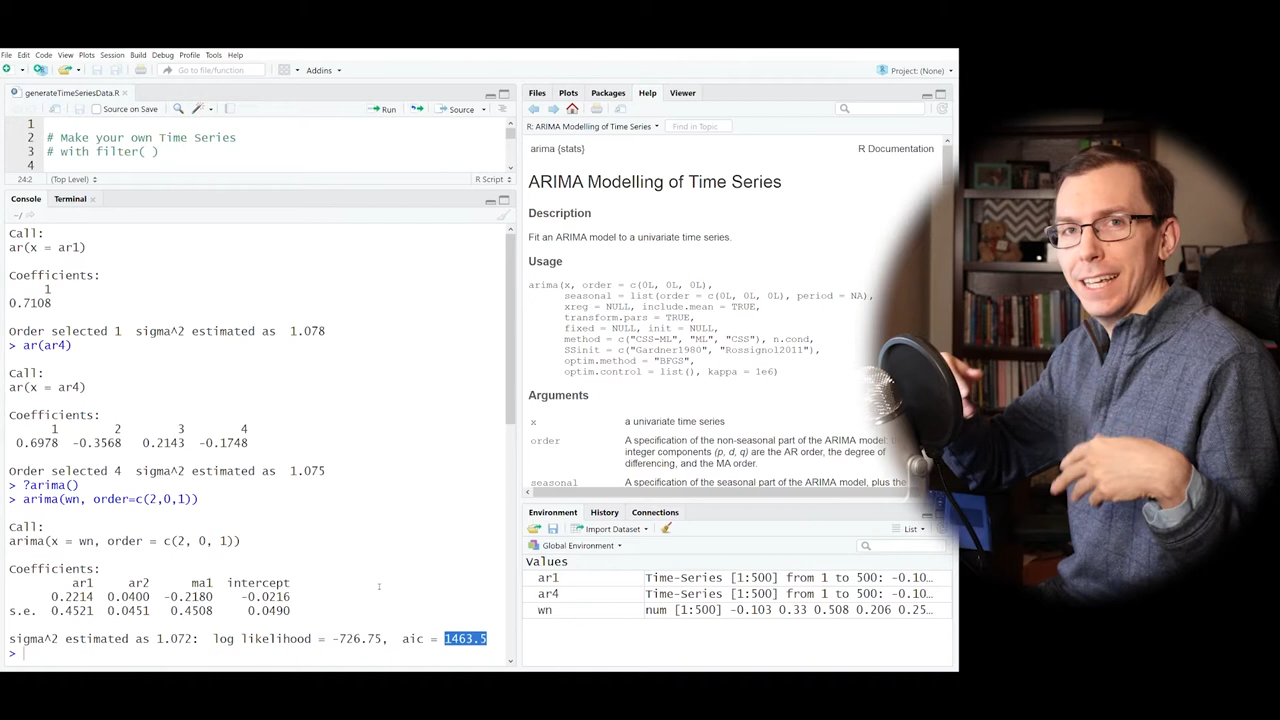 File Edit Code View Plots Session Build Debug Profile Tools Help
Go to file/function
Addins
Project: (None)
generateTimeSeriesData.R
Source on Save
Run
Source
1
2 # Make your own Time Series
3 # with filter( )
4
24:2
(Top Level)
R Script
Console
Terminal
~/
Call:
ar(x = ar1)
Coefficients:
1
0.7108
Order selected 1 sigma^2 estimated as 1.078
> ar(ar4)
Call:
ar(x = ar4)
Coefficients:
1 2 3 4
0.6978 -0.3568 0.2143 -0.1748
Order selected 4 sigma^2 estimated as 1.075
> ?arima()
> arima(wn, order=c(2,0,1))
Call:
arima(x = wn, order = c(2, 0, 1))
Coefficients:
ar1 ar2 ma1 intercept
0.2214 0.0400 -0.2180 -0.0216
s.e. 0.4521 0.0451 0.4508 0.0490
sigma^2 estimated as 1.072: log likelihood = -726.75, aic = 1463.5
>
Files Plots Packages Help Viewer
R: ARIMA Modelling of Time Series
Find in Topic
arima {stats}
R Documentation
ARIMA Modelling of Time Series
Description
Fit an ARIMA model to a univariate time series.
Usage
arima(x, order = c(0L, 0L, 0L),
seasonal = list(order = c(0L, 0L, 0L), period = NA),
xreg = NULL, include.mean = TRUE,
transform.pars = TRUE,
fixed = NULL, init = NULL,
method = c("CSS-ML", "ML", "CSS"), n.cond,
SSinit = c("Gardner1980", "Rossignol2011"),
optim.method = "BFGS",
optim.control = list(), kappa = 1e6)
Arguments
x a univariate time series
order A specification of the non-seasonal part of the ARIMA model:
integer components (p, d, q) are the AR order, the degree of
differencing, and the MA order.
seasonal A specification of the seasonal part of the ARIMA model, plus the
Environment History Connections
Import Dataset
List
Global Environment
Values
ar1 Time-Series [1:500] from 1 to 500: -0.10…
ar4 Time-Series [1:500] from 1 to 500: -0.10…
wn num [1:500] -0.103 0.33 0.508 0.206 0.25…